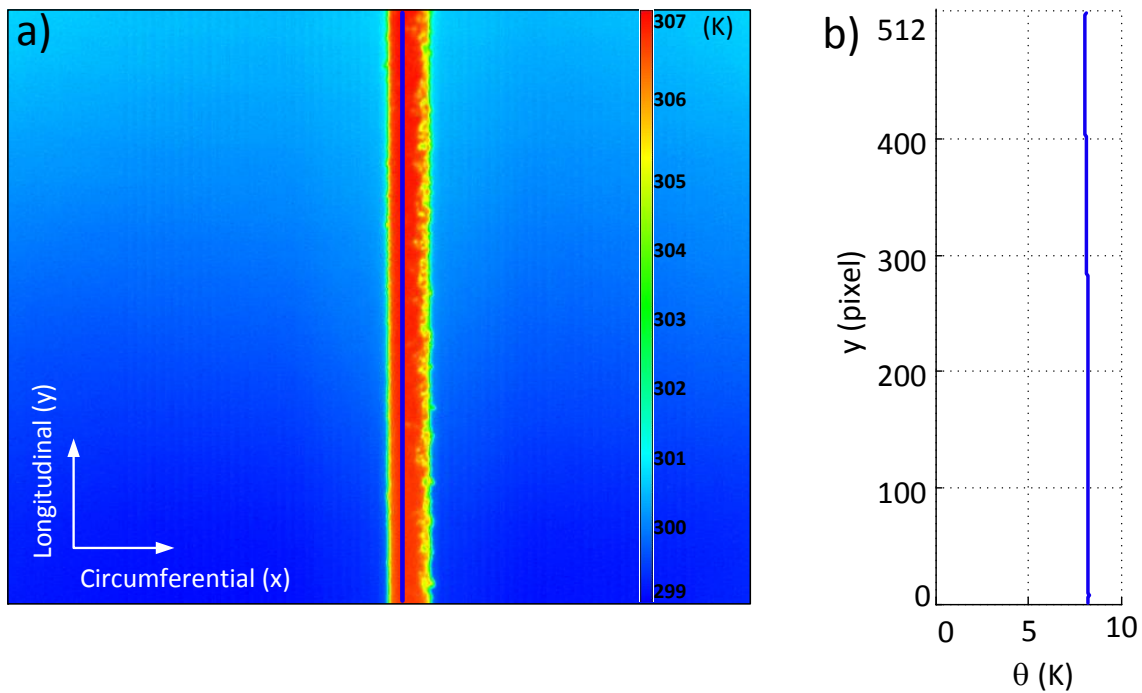 a)
307
(K)
306
305
304
303
302
301
300
299
Longitudinal (y)
Circumferential (x)
b)
512
400
300
200
100
0
y (pixel)
0 5 10
θ (K)